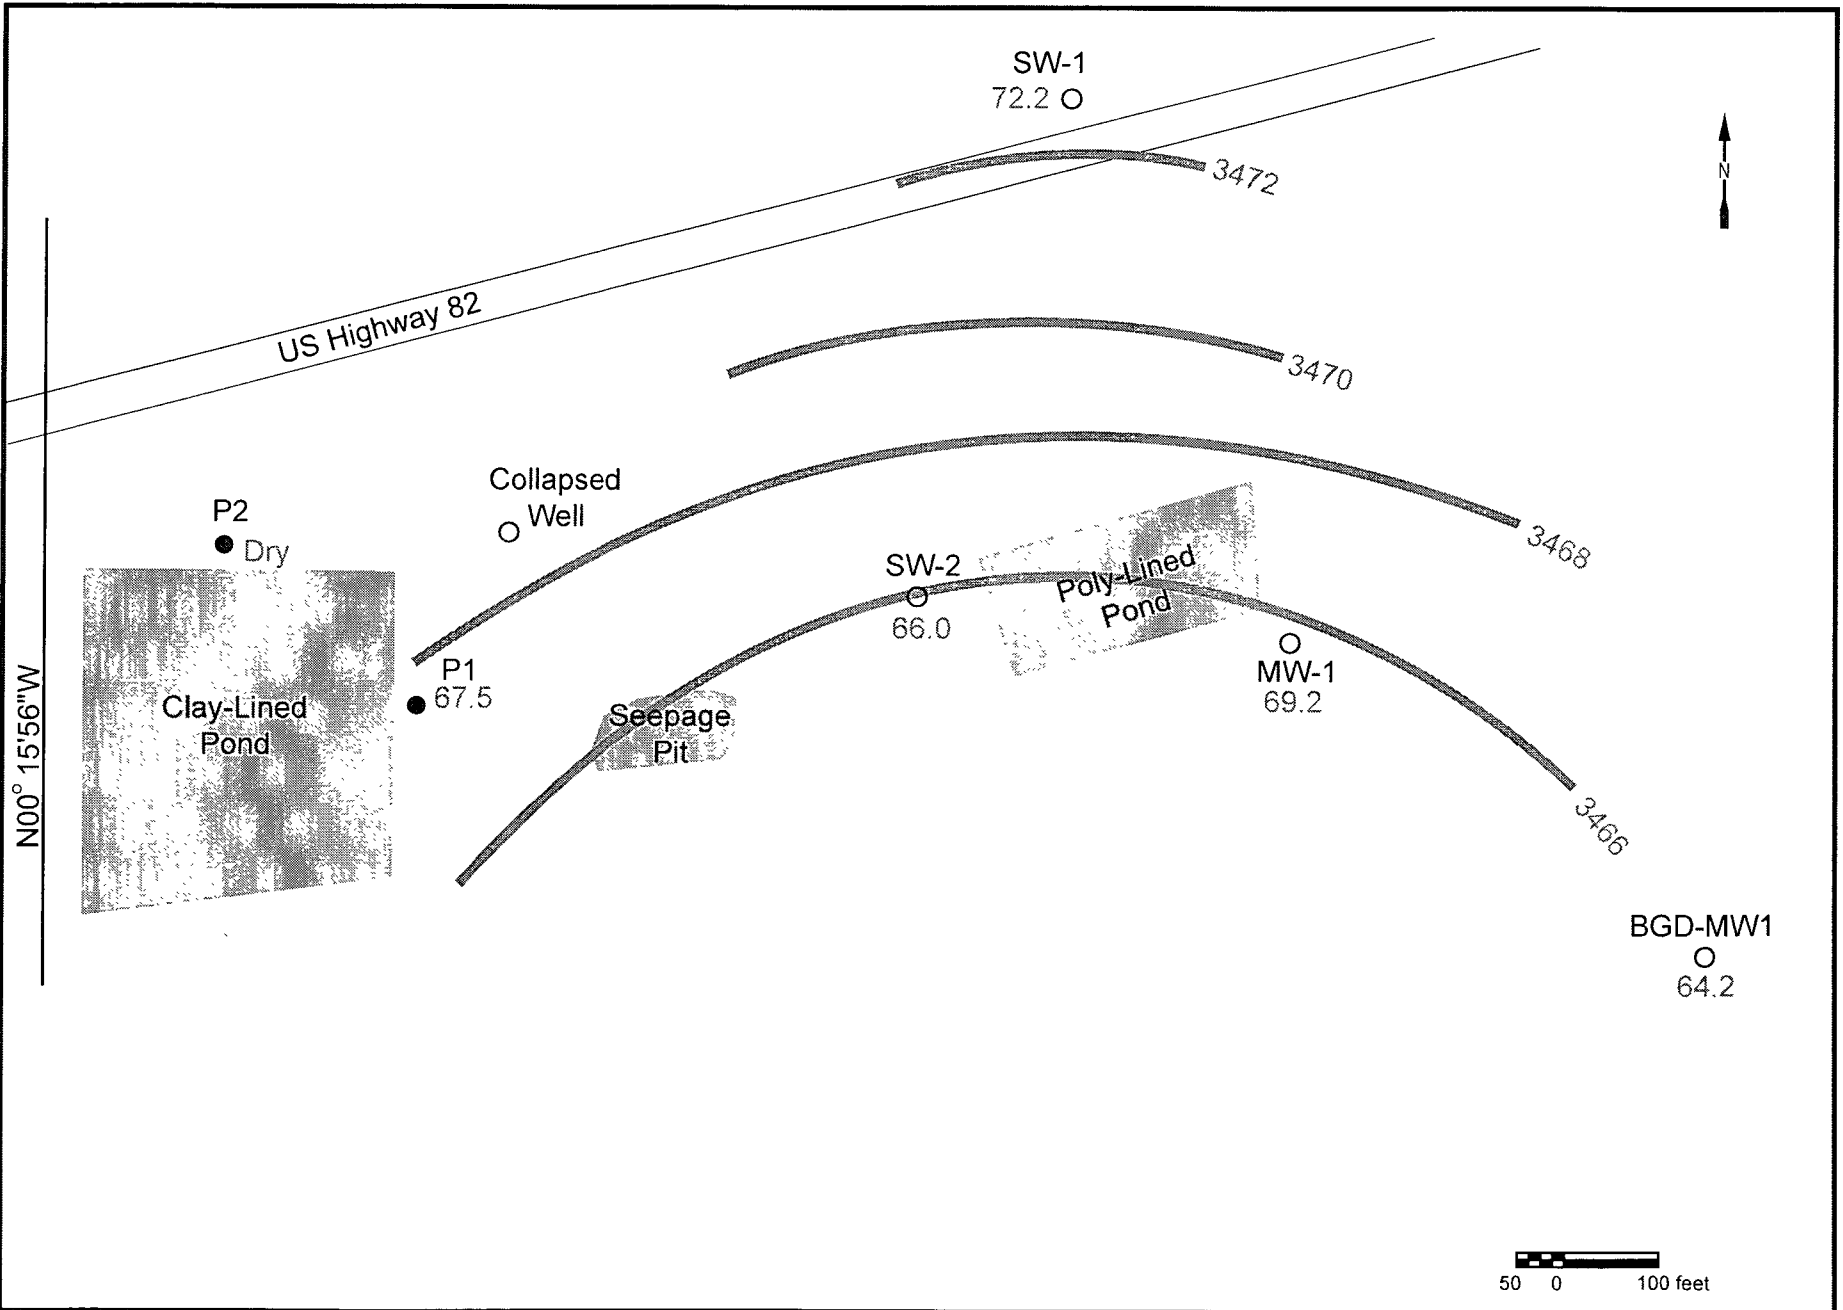 SW-1
72.2
3472
N
US Highway 82
3470
Collapsed
Well
3468
P2
Dry
SW-2
66.0
Poly-Lined
Pond
MW-1
69.2
P1
67.5
Clay-Lined
Pond
Seepage
Pit
N00° 15'56"W
3466
BGD-MW1
64.2
50 0 100 feet